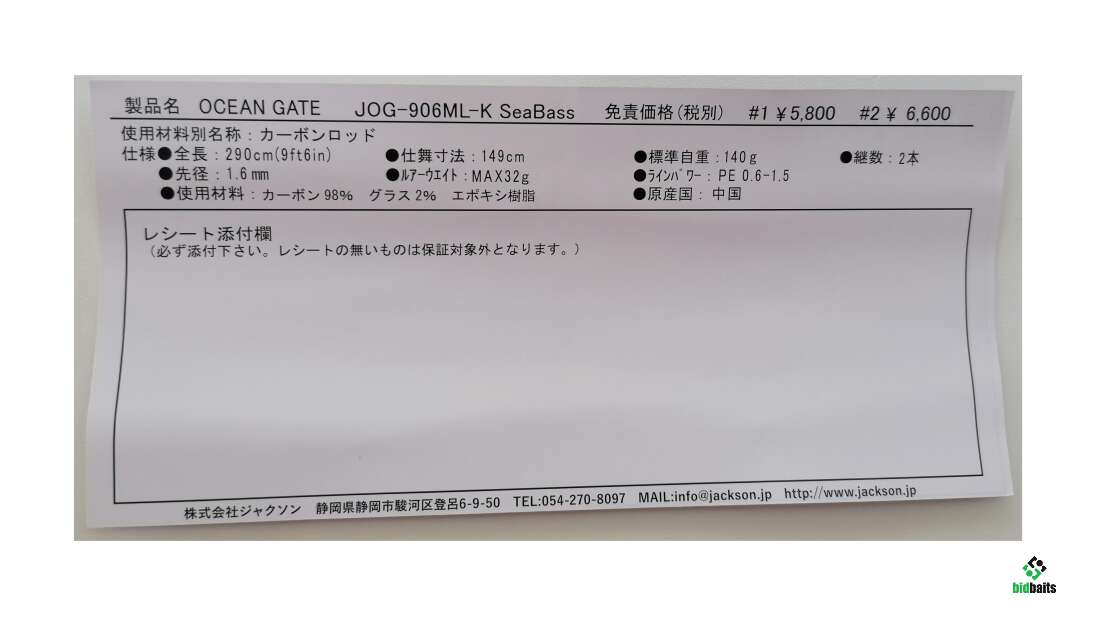 製品名 OCEAN GATE JOG-906ML-K SeaBass 免責価格(税別) #1 ¥5,800 #2 ¥ 6,600
使用材料別名称:カーボンロッド
仕様●全長:290cm(9ft6in) ●仕舞寸法:149cm ●標準自重:140g ●継数:2本
●先径:1.6mm ●ルアーウエイト:MAX32g ●ラインパワー:PE 0.6-1.5
●使用材料:カーボン98% グラス2% エポキシ樹脂 ●原産国:中国
レシート添付欄
(必ず添付下さい。レシートの無いものは保証対象外となります。)
株式会社ジャクソン 静岡県静岡市駿河区登呂6-9-50 TEL:054-270-8097 MAIL:info@jackson.jp http://www.jackson.jp
bidbaits